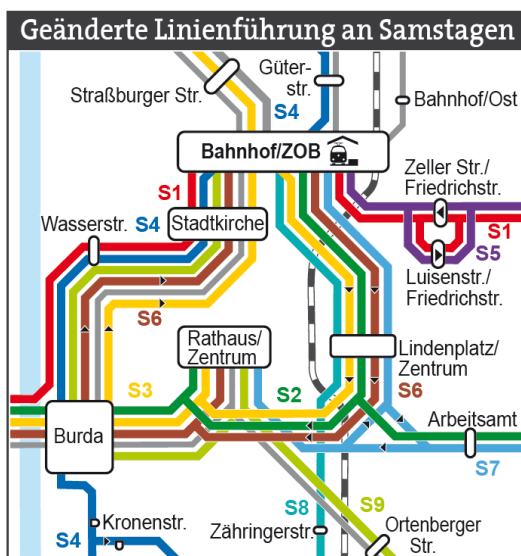 Geänderte Linienführung an Samstagen
Straßburger Str.
Güter-
str.
S4
Bahnhof/Ost
Bahnhof/ZOB
Zeller Str./
Friedrichstr.
S1
S4
Wasserstr.
Stadtkirche
S1
S5
Luisenstr./
Friedrichstr.
S6
Rathaus/
Zentrum
Lindenplatz/
Zentrum
S3
S2
S6
Burda
Arbeitsamt
S7
S8
S9
Kronenstr.
S4
Zähringerstr.
Ortenberger
Str.